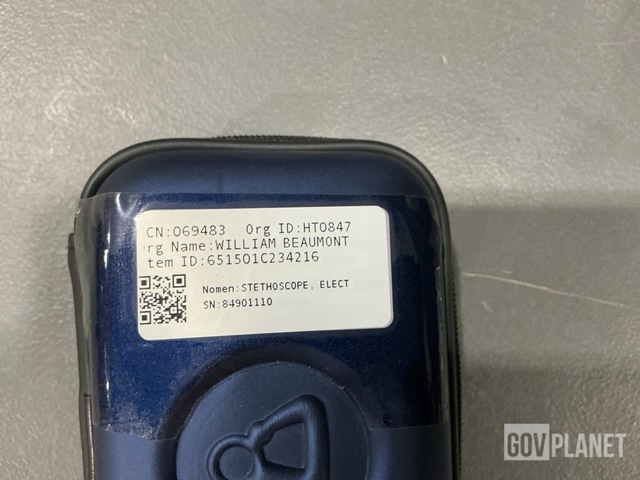 CN:069483 Org ID:HT0847
rg Name:WILLIAM BEAUMONT
tem ID:651501C234216
Nomen:STETHOSCOPE, ELECT
SN:84901110
GOVPLANET